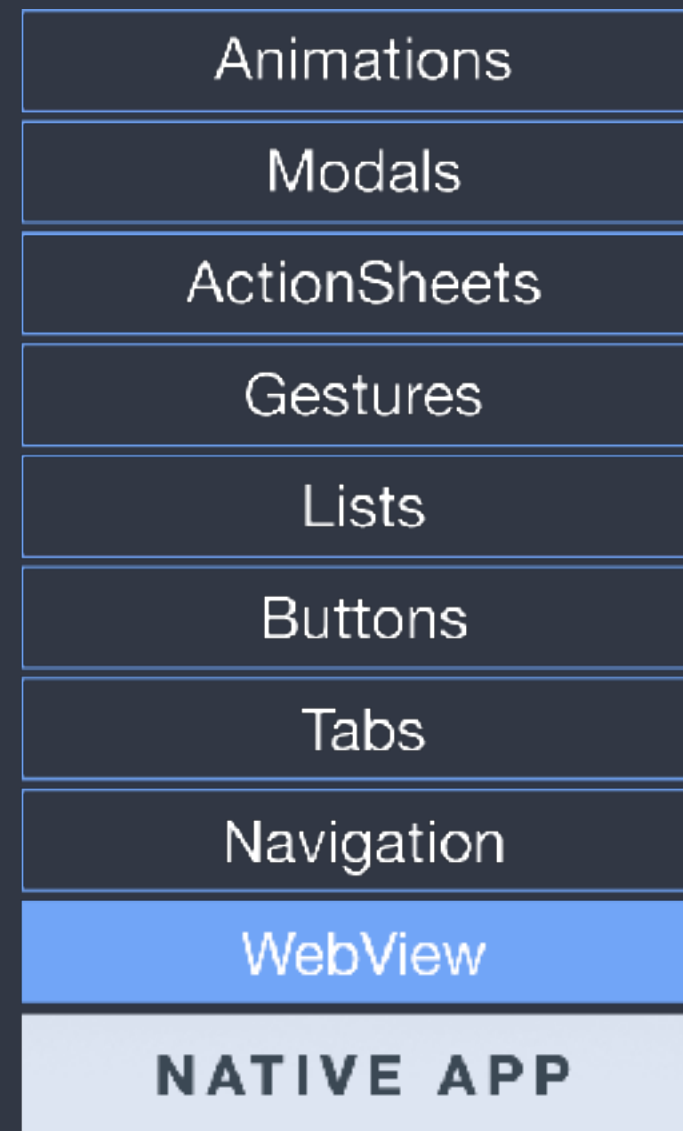 Animations
Modals
ActionSheets
Gestures
Lists
Buttons
Tabs
Navigation
WebView
NATIVE APP